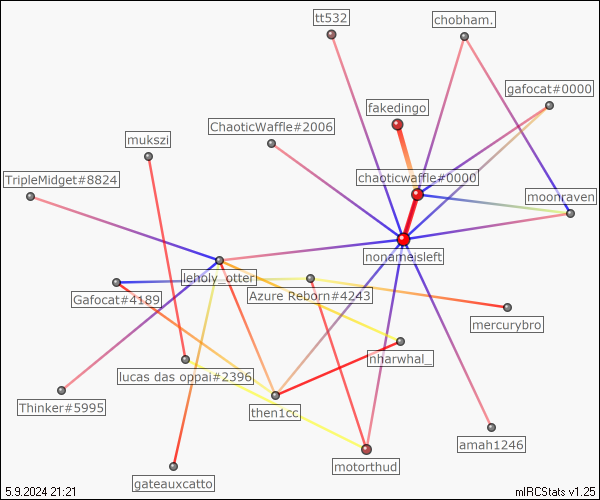 tt532
chobham.
gafocat#0000
fakedingo
ChaoticWaffle#2006
mukszi
chaoticwaffle#0000
TripleMidget#8824
moonraven
nonameisleft
leholy_otter
Gafocat#4189
Azure Reborn#4243
mercurybro
nharwhal_
lucas das oppai#2396
Thinker#5995
then1cc
amah1246
motorthud
gateauxcatto
5.9.2024 21:21
mIRCStats v1.25